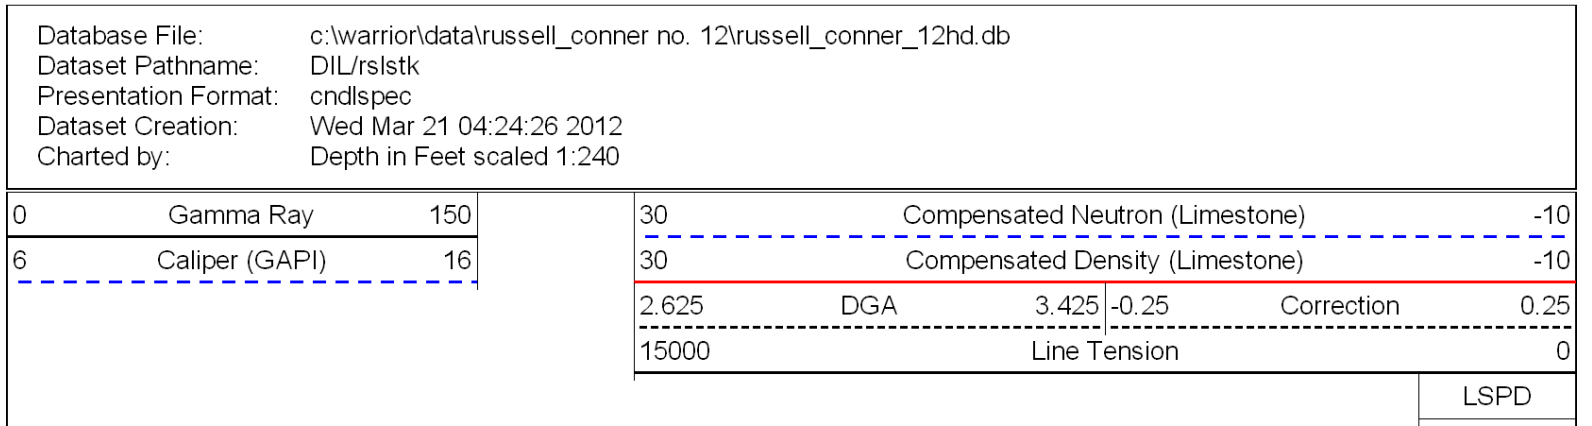 Database File: c:\warrior\data\russell_conner no. 12\russell_conner_12hd.db
Dataset Pathname: DIL/rslstk
Presentation Format: cndlspec
Dataset Creation: Wed Mar 21 04:24:26 2012
Charted by: Depth in Feet scaled 1:240
0 Gamma Ray 150 30 Compensated Neutron (Limestone) -10
6 Caliper (GAPI) 16 30 Compensated Density (Limestone) -10
2.625 DGA 3.425 -0.25 Correction 0.25
15000 Line Tension 0
LSPD